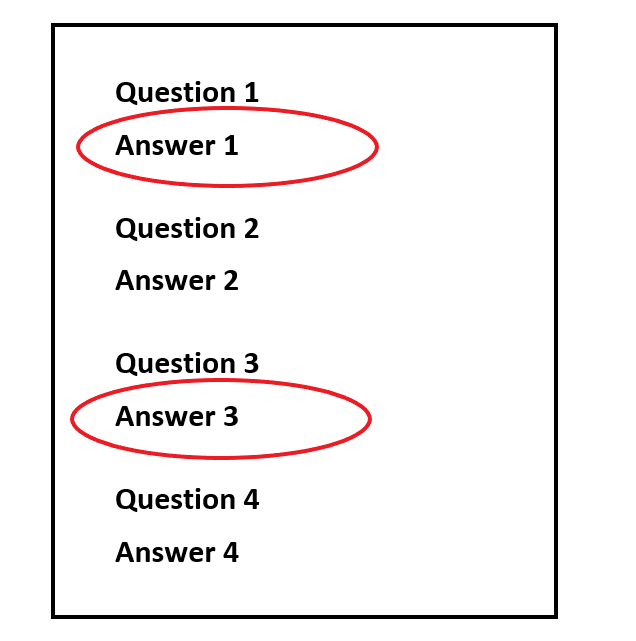 Question 1
Answer 1
Question 2
Answer 2
Question 3
Answer 3
Question 4
Answer 4